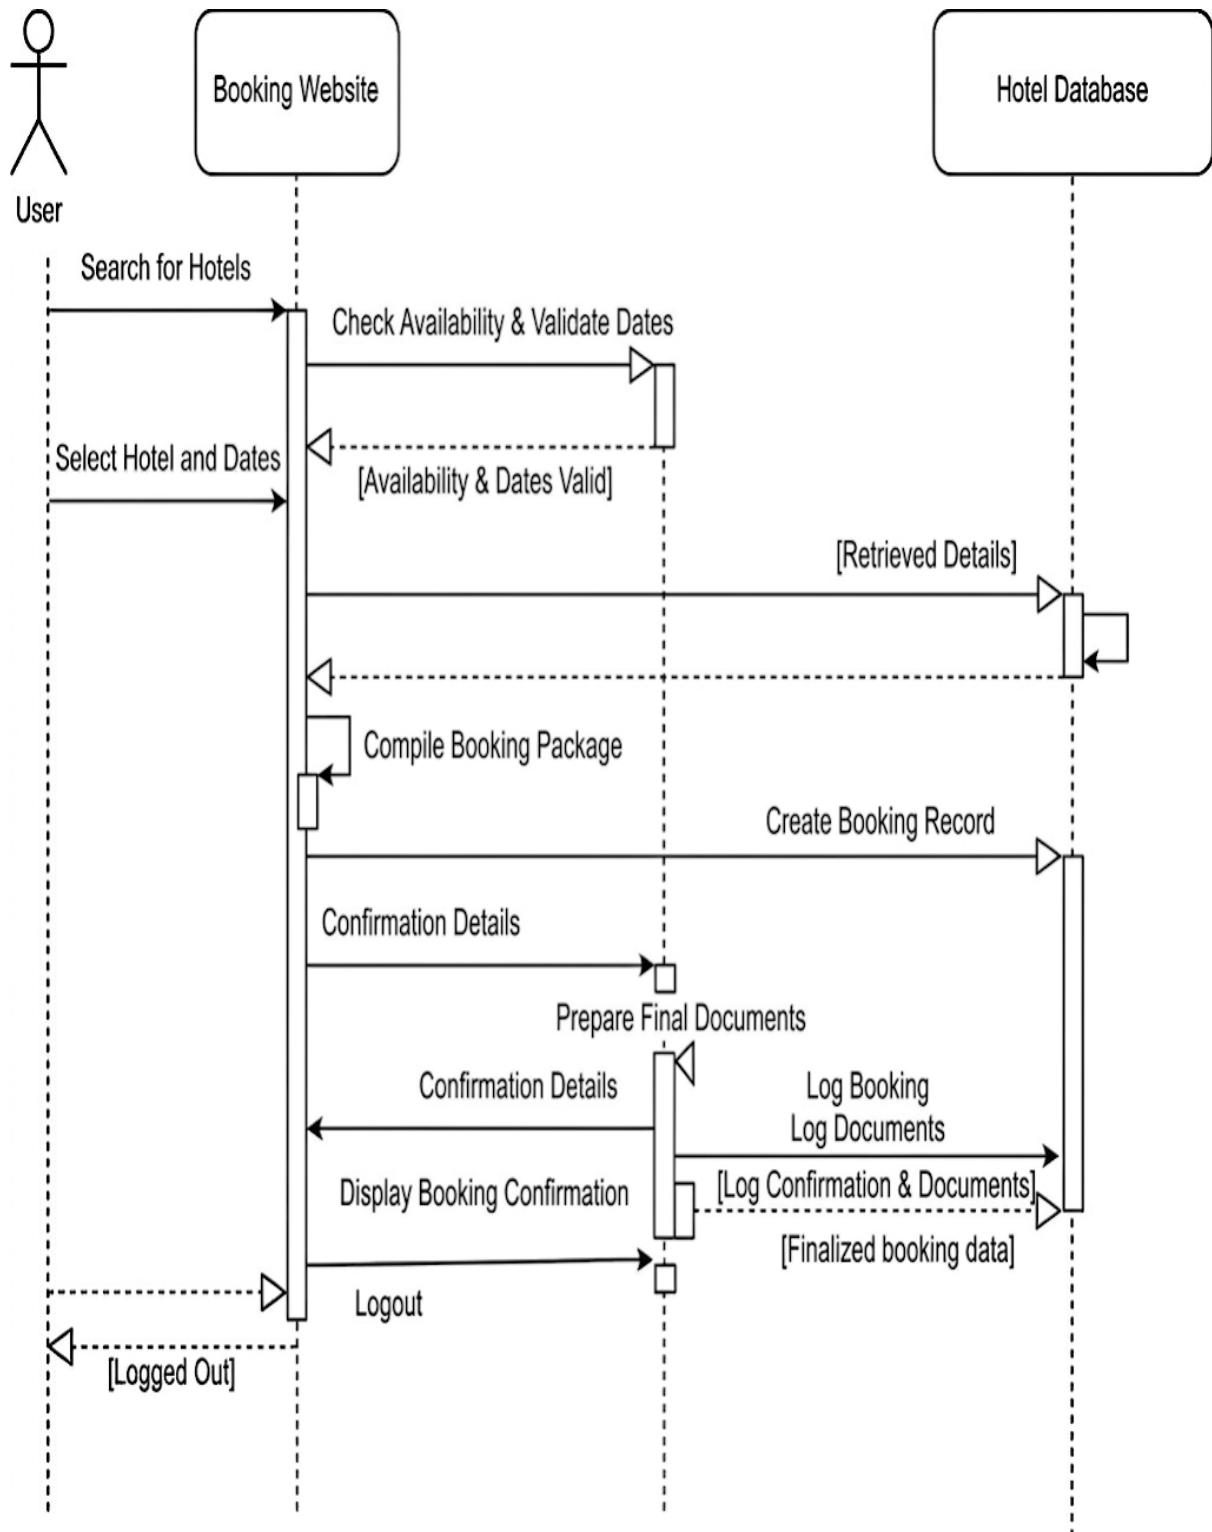 Booking Website
Hotel Database
User
Search for Hotels
Check Availability & Validate Dates
Select Hotel and Dates
[Availability & Dates Valid]
[Retrieved Details]
Compile Booking Package
Create Booking Record
Confirmation Details
Prepare Final Documents
Confirmation Details
Log Booking
Log Documents
Display Booking Confirmation
[Log Confirmation & Documents]
[Finalized booking data]
Logout
[Logged Out]